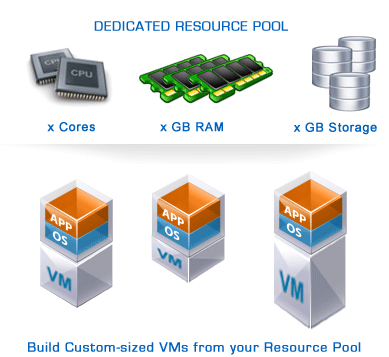 DEDICATED RESOURCE POOL
CPU CPU
x Cores x GB RAM x GB Storage
APP APP APP
OS OS OS
VM VM VM
Build Custom-sized VMs from your Resource Pool